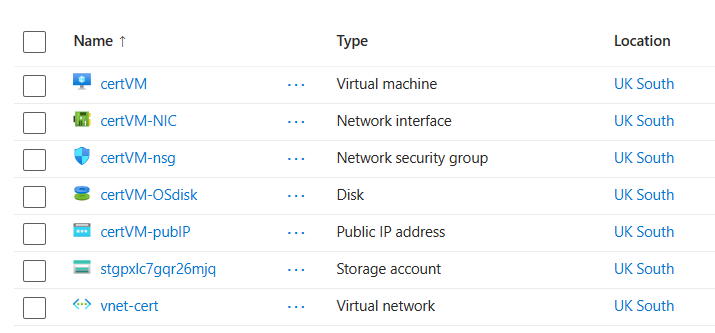 Name ↑ Type Location
certVM ... Virtual machine UK South
certVM-NIC ... Network interface UK South
certVM-nsg ... Network security group UK South
certVM-OSdisk ... Disk UK South
certVM-pubIP ... Public IP address UK South
stgpxlc7gqr26mjq ... Storage account UK South
vnet-cert ... Virtual network UK South